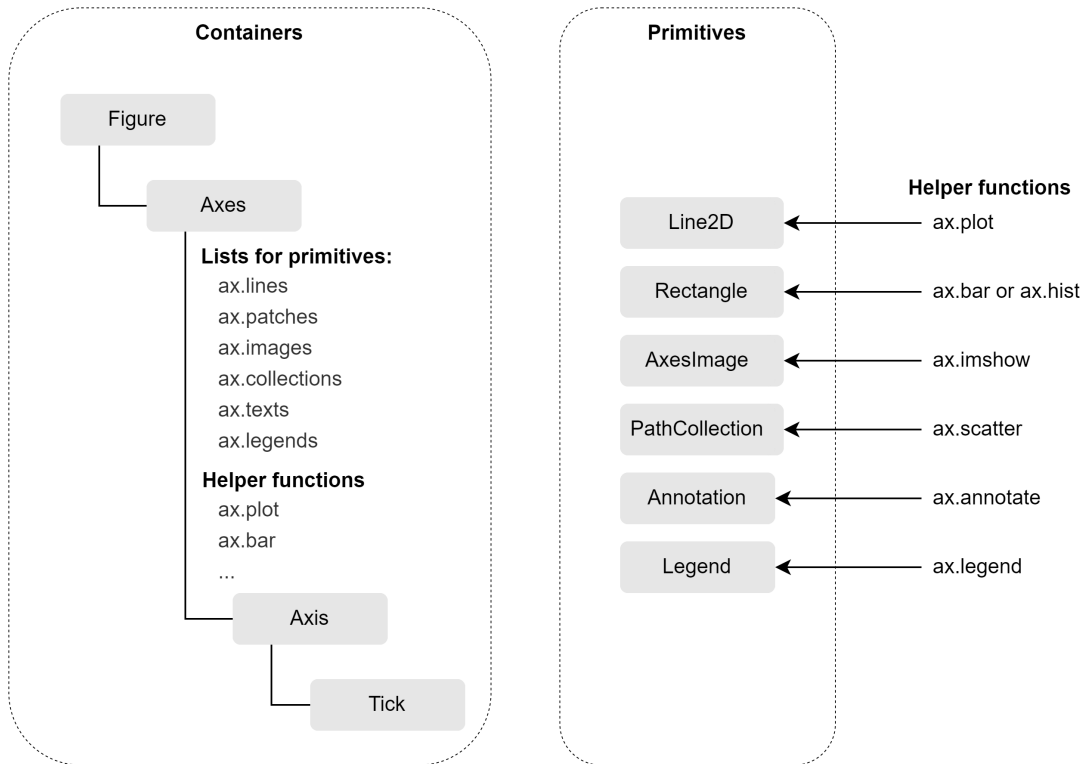 Containers
Figure
Axes
Lists for primitives:
ax.lines
ax.patches
ax.images
ax.collections
ax.texts
ax.legends
Helper functions
ax.plot
ax.bar
...
Axis
Tick
Primitives
Helper functions
Line2D
ax.plot
Rectangle
ax.bar or ax.hist
AxesImage
ax.imshow
PathCollection
ax.scatter
Annotation
ax.annotate
Legend
ax.legend